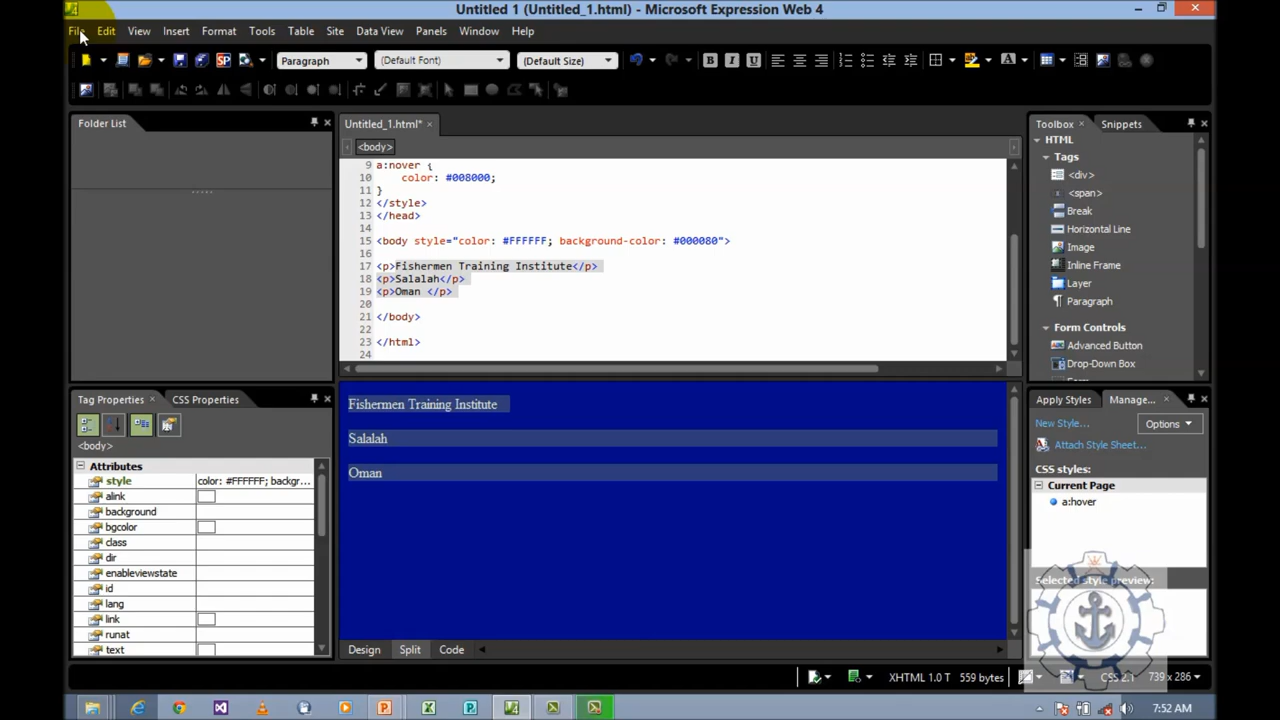 Untitled 1 (Untitled_1.html) - Microsoft Expression Web 4
File Edit View Insert Format Tools Table Site Data View Panels Window Help
Paragraph (Default Font) (Default Size)
Folder List
Untitled_1.html*
<body>
9 a:hover {
10 color: #008000;
11 }
12 </style>
13 </head>
14
15 <body style="color: #FFFFFF; background-color: #000080">
16
17 <p>Fishermen Training Institute</p>
18 <p>Salalah</p>
19 <p>Oman </p>
20
21 </body>
22
23 </html>
24
Fishermen Training Institute
Salalah
Oman
Design Split Code
Toolbox Snippets
HTML
Tags
<div>
<span>
Break
Horizontal Line
Image
Inline Frame
Layer
Paragraph
Form Controls
Advanced Button
Drop-Down Box
Tag Properties CSS Properties
<body>
Attributes
style color: #FFFFFF; backgr...
alink
background
bgcolor
class
dir
enableviewstate
id
lang
link
runat
text
Apply Styles Manage...
New Style... Options
Attach Style Sheet...
CSS styles:
Current Page
a:hover
Selected style preview:
XHTML 1.0 T 559 bytes CSS 2.1 739 x 286
7:52 AM